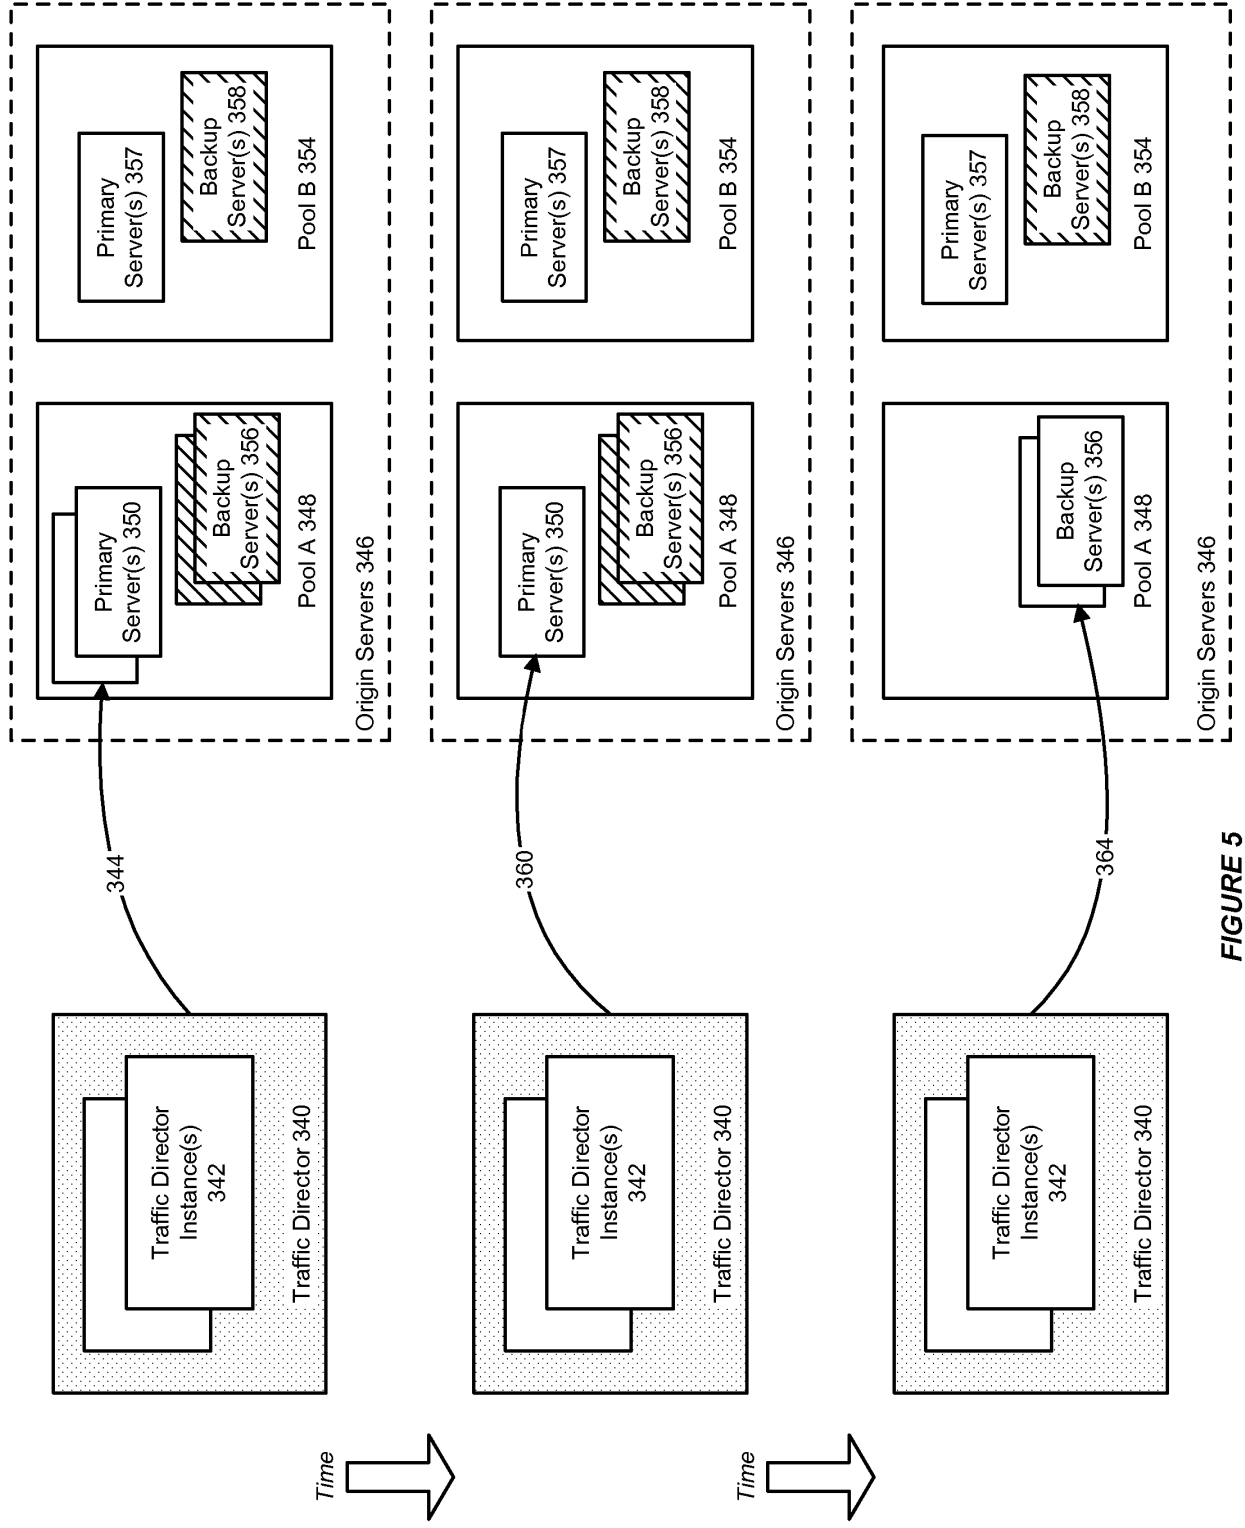 Time
Traffic Director
Instance(s)
342
Traffic Director 340
344
Primary
Server(s) 350
Backup
Server(s) 356
Pool A 348
Primary
Server(s) 357
Backup
Server(s) 358
Pool B 354
Origin Servers 346
Time
Traffic Director
Instance(s)
342
Traffic Director 340
360
Primary
Server(s) 350
Backup
Server(s) 356
Pool A 348
Primary
Server(s) 357
Backup
Server(s) 358
Pool B 354
Origin Servers 346
Traffic Director
Instance(s)
342
Traffic Director 340
364
Backup
Server(s) 356
Pool A 348
Primary
Server(s) 357
Backup
Server(s) 358
Pool B 354
Origin Servers 346
FIGURE 5